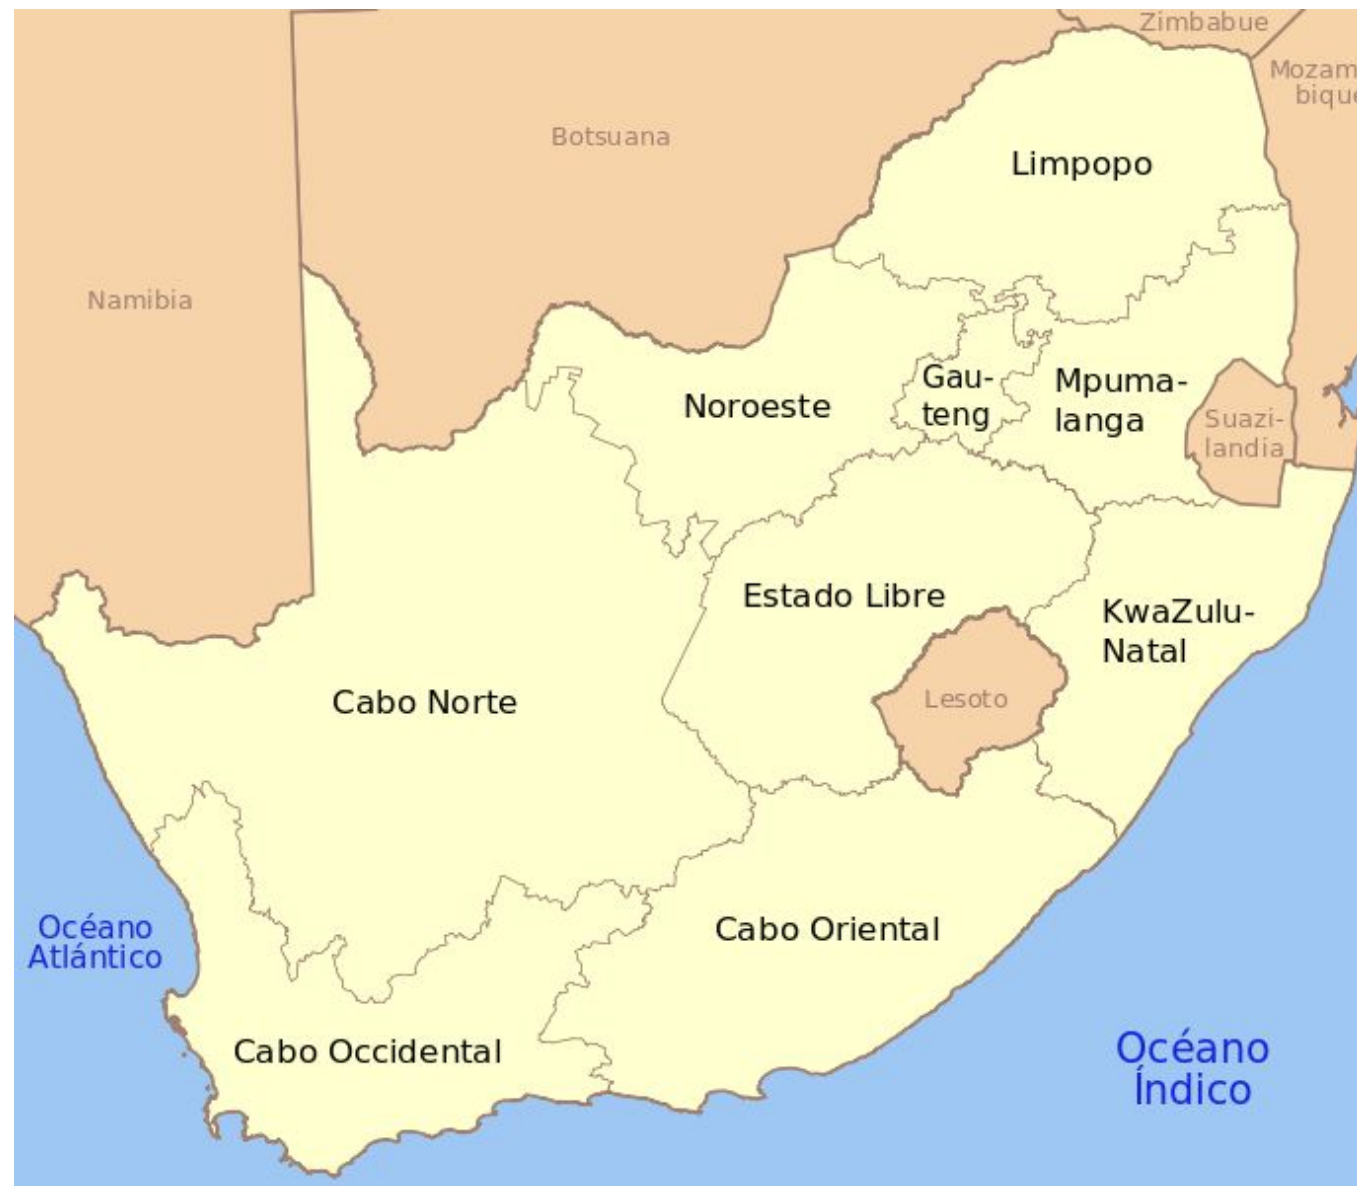 Zimbabue
Mozam
bique
Botsuana
Limpopo
Namibia
Gau-
teng
Mpuma-
langa
Noroeste
Suazi-
landia
Estado Libre
KwaZulu-
Natal
Cabo Norte
Lesoto
Océano
Atlántico
Cabo Oriental
Cabo Occidental
Océano
Índico